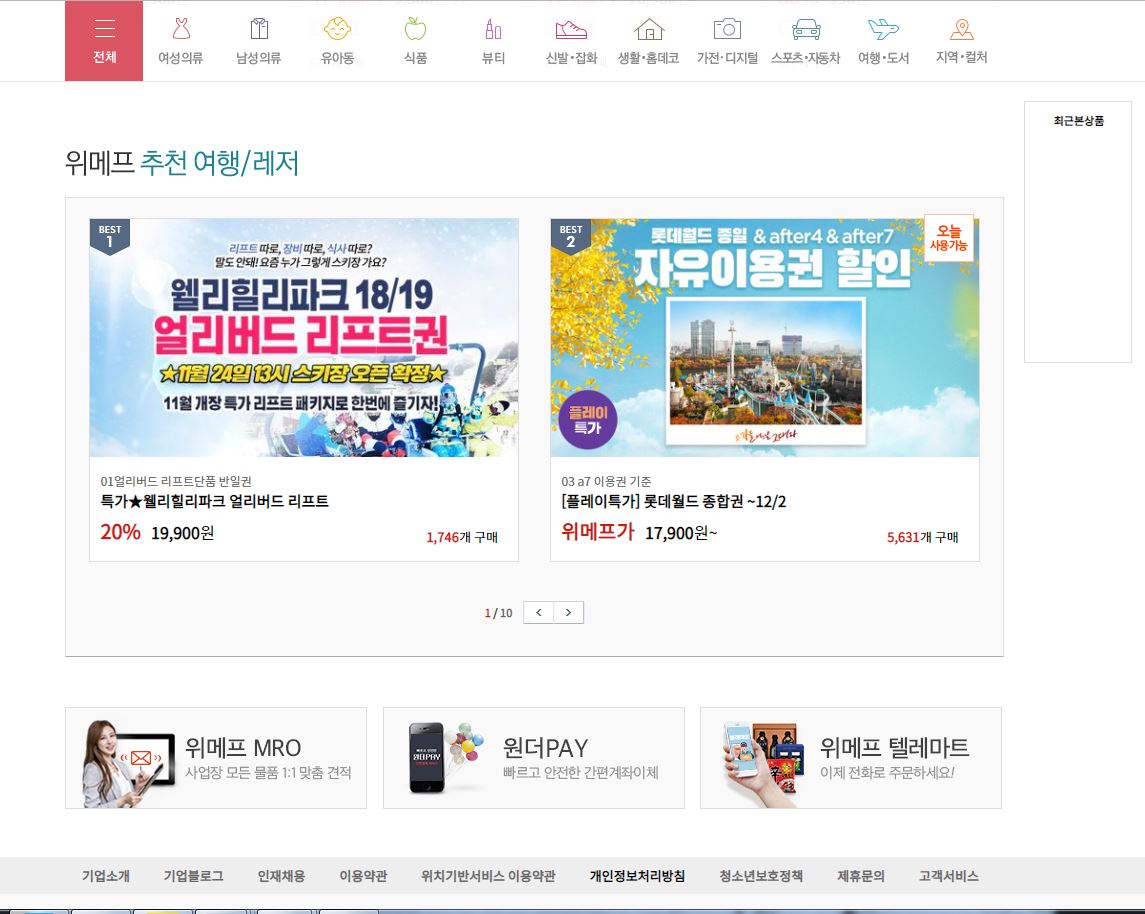 전체
여성의류
남성의류
유아동
식품
뷰티
신발•잡화
생활•홈데코
가전•디지털
스포츠•자동차
여행•도서
지역•컬처
최근본상품
위메프 추천 여행/레저
BEST
1
리프트 따로, 장비 따로, 식사 따로?
말도 안돼! 요즘 누가 그렇게 스키장 가요?
웰리힐리파크 18/19
얼리버드 리프트권
★11월 24일 13시 스키장 오픈 확정★
11월 개장 특가 리프트 패키지로 한번에 즐기자!
01얼리버드 리프트단품 반일권
특가★웰리힐리파크 얼리버드 리프트
20% 19,900원
1,746개 구매
BEST
2
오늘
사용가능
롯데월드 종일 & after4 & after7
자유이용권 할인
플레이
특가
03 a7 이용권 기준
[플레이특가] 롯데월드 종합권 ~12/2
위메프가 17,900원~
5,631개 구매
1 / 10 < >
위메프 MRO
사업장 모든 물품 1:1 맞춤 견적
원더PAY
원더PAY
빠르고 안전한 간편계좌이체
위메프 텔레마트
이제 전화로 주문하세요!
기업소개
기업블로그
인재채용
이용약관
위치기반서비스 이용약관
개인정보처리방침
청소년보호정책
제휴문의
고객서비스